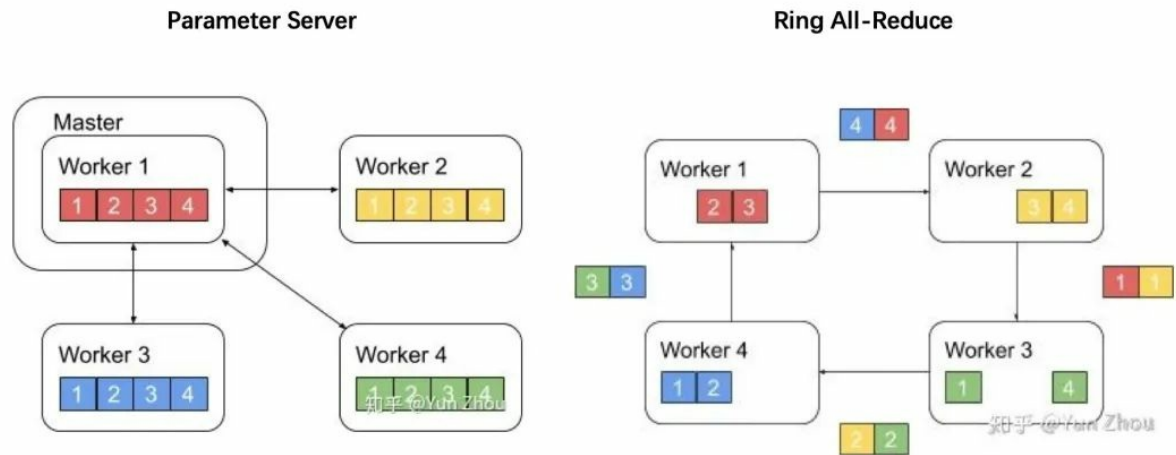 Parameter Server
Master
Worker 1
1 2 3 4
Worker 2
1 2 3 4
Worker 3
1 2 3 4
Worker 4
1 2 3 4
知乎 @Yun Zhou
Ring All-Reduce
4 4
Worker 1
2 3
Worker 2
3 4
3 3
1 1
Worker 4
1 2
Worker 3
1 4
2 2
知乎 @Yun Zhou